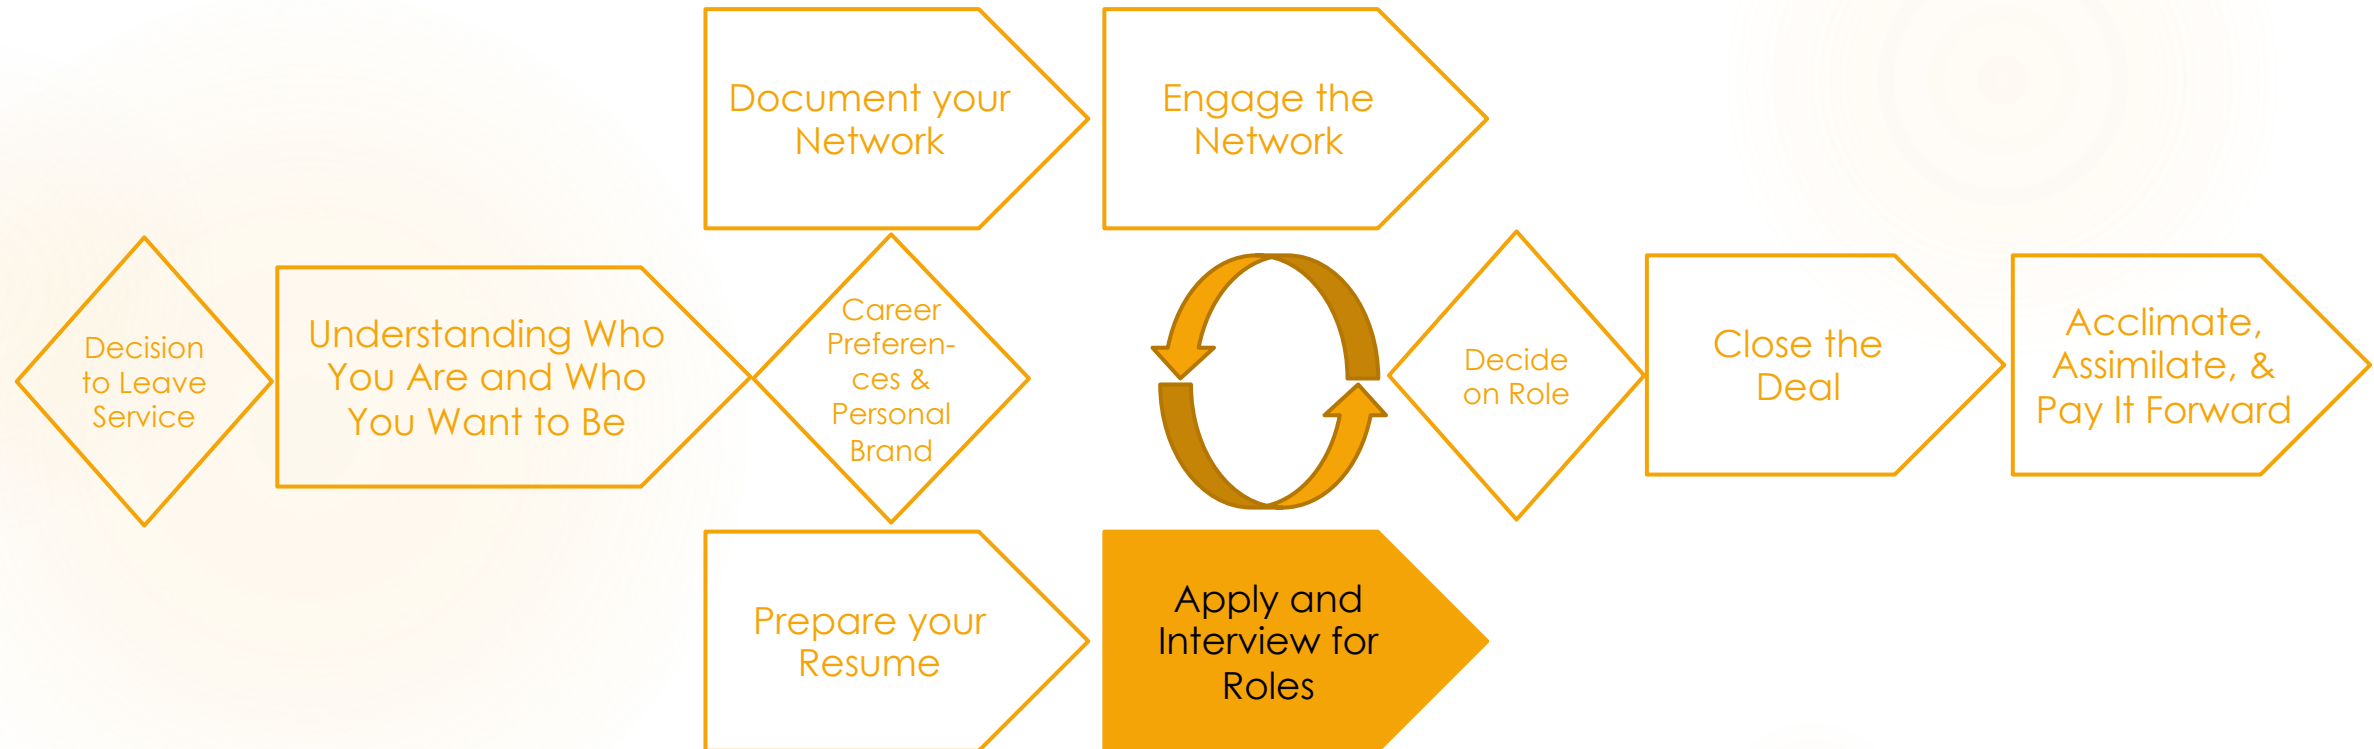 Document your
Network
Engage the
Network
Decision
to Leave
Service
Understanding Who
You Are and Who
You Want to Be
Career
Preferen-
ces &
Personal
Brand
Decide
on Role
Close the
Deal
Acclimate,
Assimilate, &
Pay It Forward
Prepare your
Resume
Apply and
Interview for
Roles